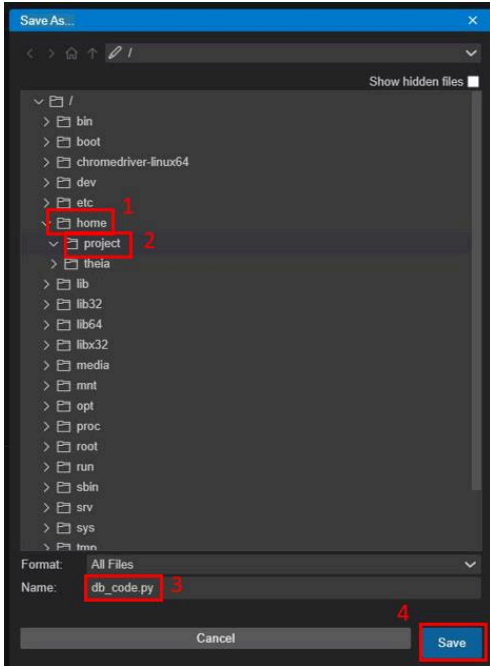 Save As...
/
Show hidden files
/
bin
boot
chromedriver-linux64
dev
etc
1
home
project 2
theia
lib
lib32
lib64
libx32
media
mnt
opt
proc
root
run
sbin
srv
sys
tmp
Format: All Files
Name: db_code.py 3
4
Cancel Save